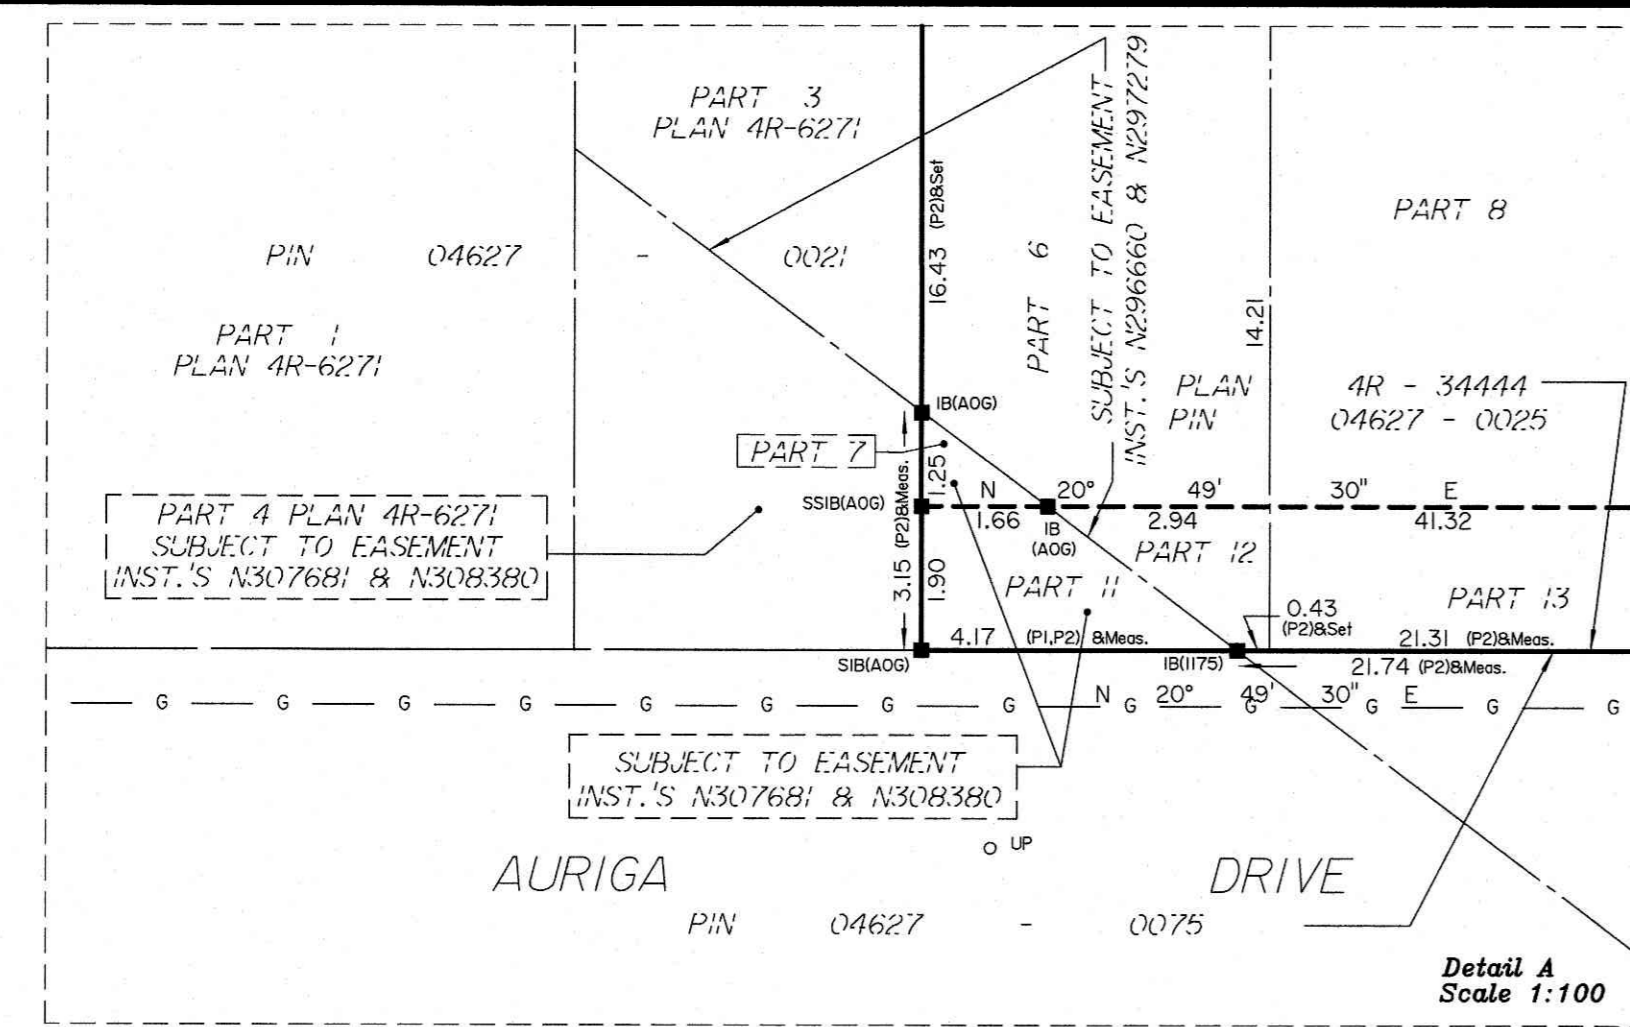 PART 3
PLAN 4R-6271
PIN 04627 - 0021
PART 1
PLAN 4R-6271
16.43 (P2)&Set
PART 6
SUBJECT TO EASEMENT
INST.'S N296660 & N297279
14.21
PART 8
PLAN 4R - 34444
PIN 04627 - 0025
IB(AOG)
PART 7
1.25
3.15 (P2)&Meas.
SSIB(AOG)
N 20° 49' 30" E
1.66
IB
(AOG)
2.94
41.32
PART 4 PLAN 4R-6271
SUBJECT TO EASEMENT
INST.'S N307681 & N308380
1.90
PART 11
PART 12
PART 13
0.43
(P2)&Set
4.17 (P1,P2) &Meas.
21.31 (P2)&Meas.
SIB(AOG)
IB(1175)
21.74 (P2)&Meas.
N 20° 49' 30" E
G G G G G G G G G G G G G
SUBJECT TO EASEMENT
INST.'S N307681 & N308380
UP
AURIGA DRIVE
PIN 04627 - 0075
Detail A
Scale 1:100